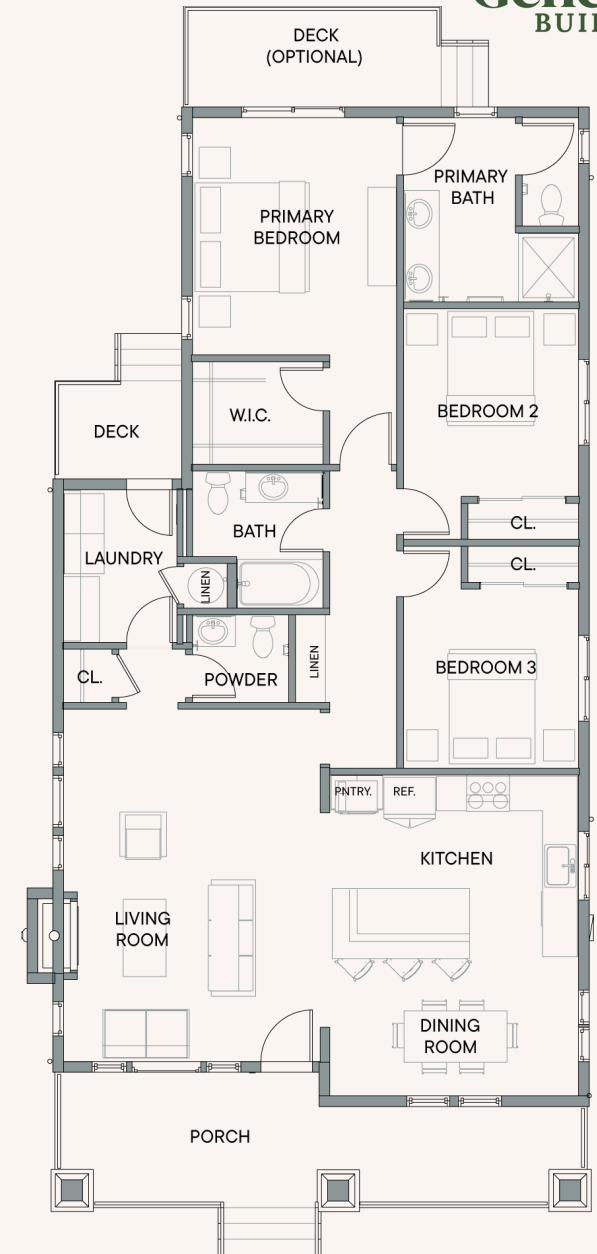 BUI
DECK
(OPTIONAL)
PRIMARY
BATH
PRIMARY
BEDROOM
W.I.C.
BEDROOM 2
DECK
CL.
BATH
LAUNDRY
CL.
LINEN
LINEN
BEDROOM 3
CL.
POWDER
PNTRY.
REF.
KITCHEN
LIVING
ROOM
DINING
ROOM
PORCH